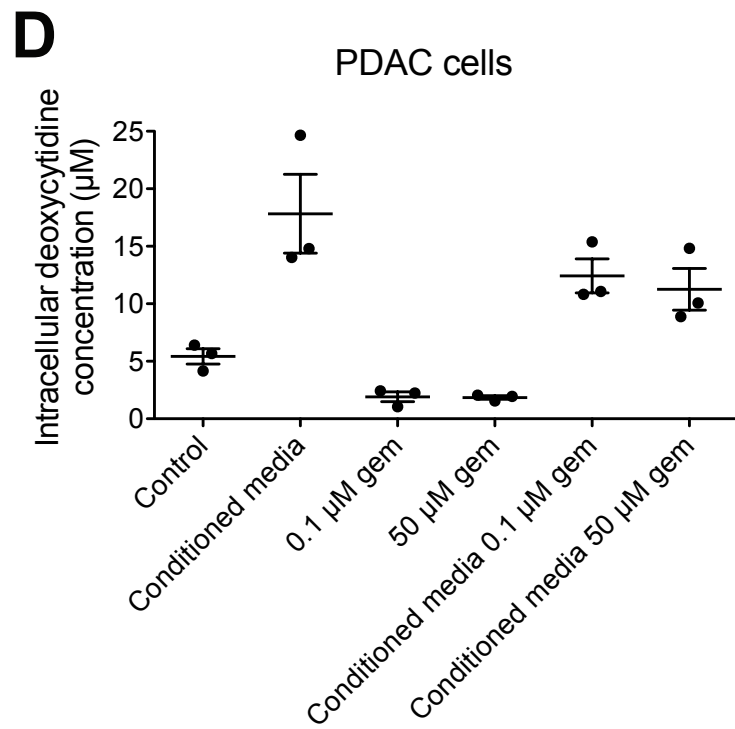 D
PDAC cells
Intracellular deoxycytidine
concentration (µM)
25
20
15
10
5
0
Control
Conditioned media
0.1 µM gem
50 µM gem
Conditioned media 0.1 µM gem
Conditioned media 50 µM gem